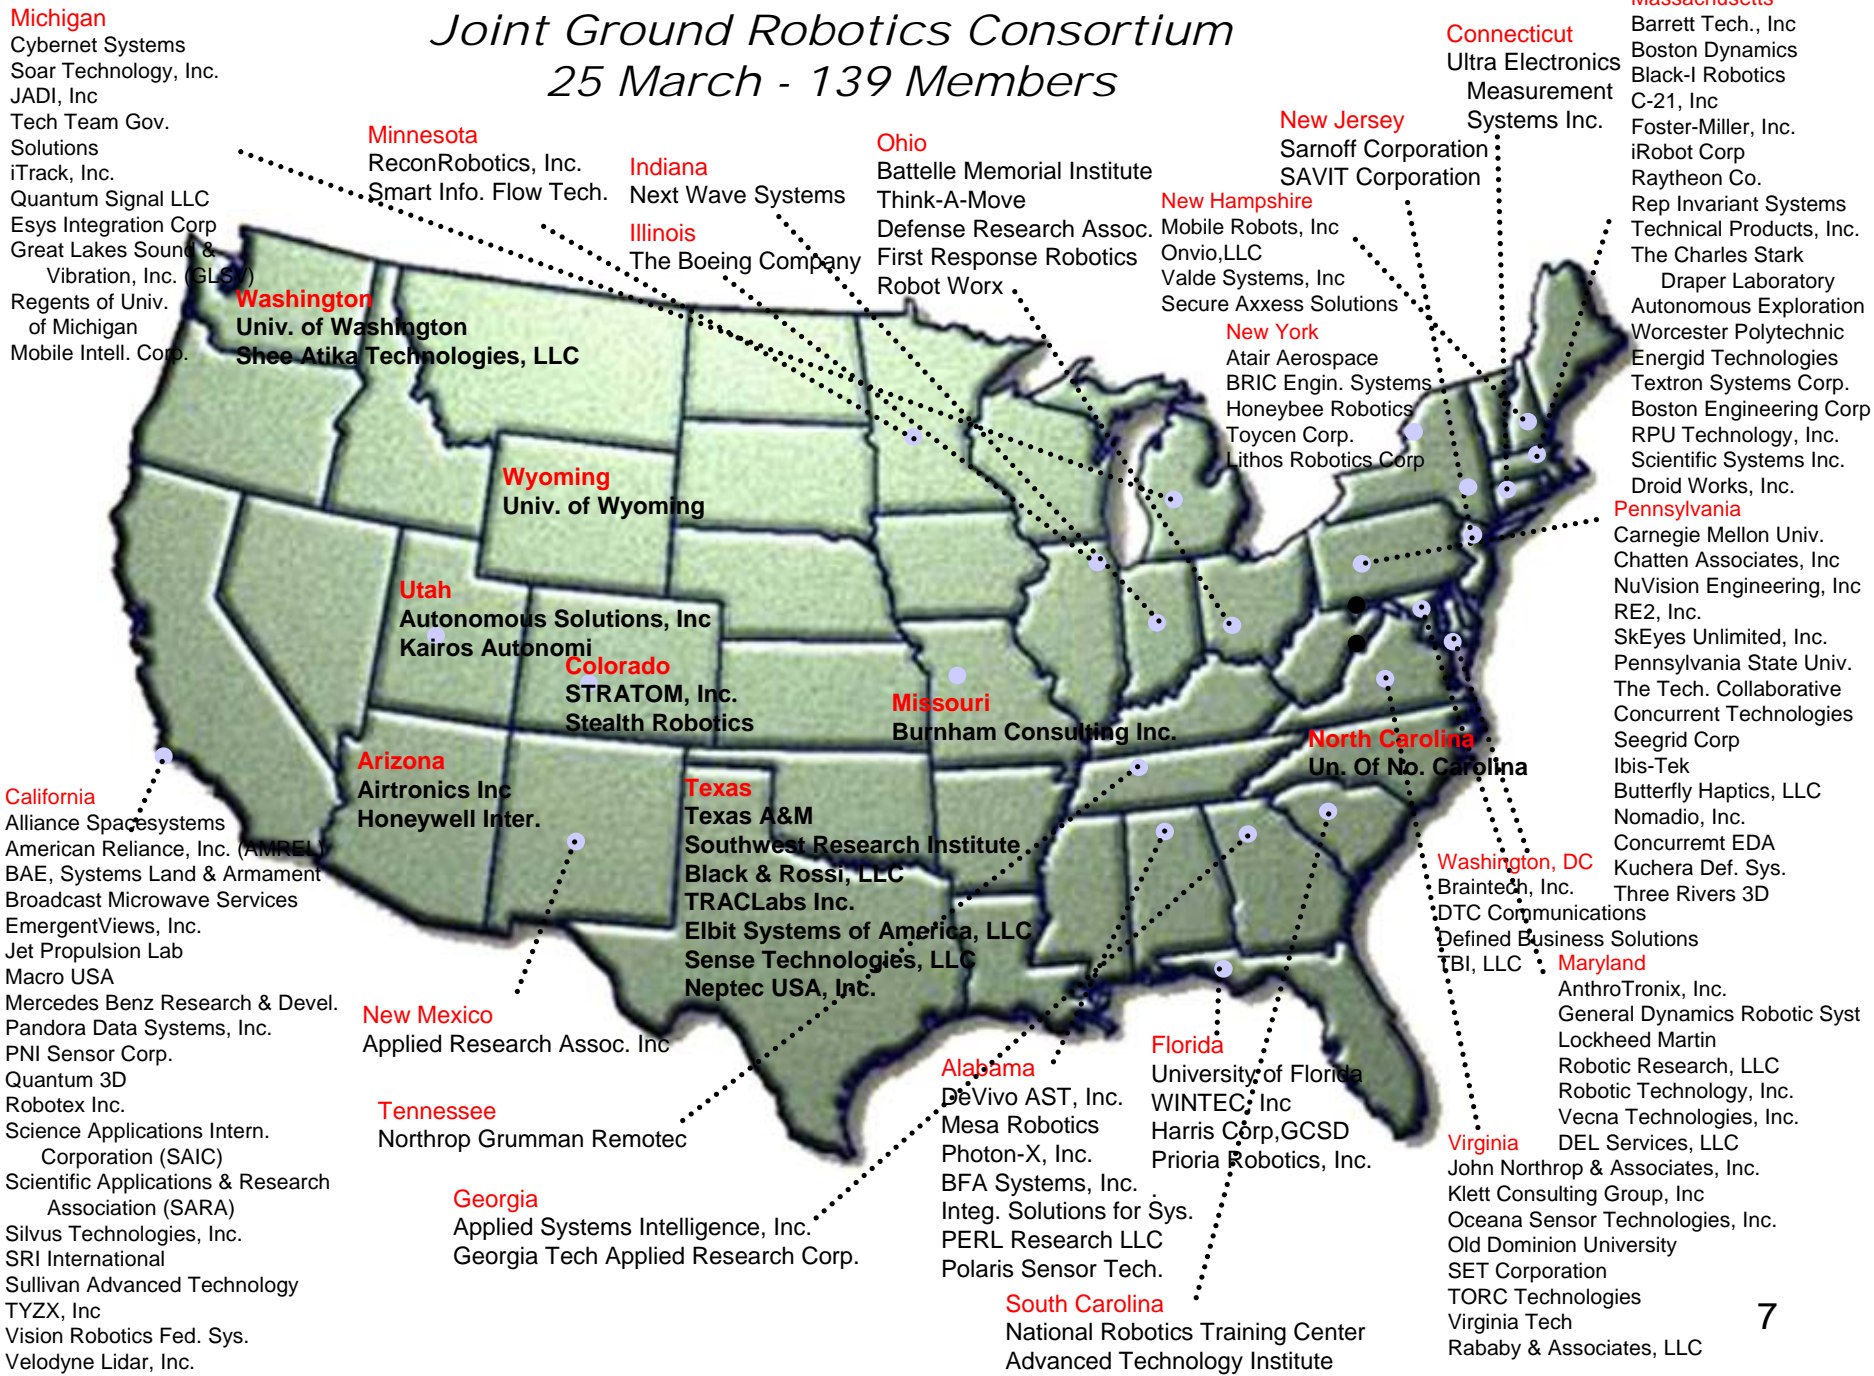 Joint Ground Robotics Consortium
25 March - 139 Members
Michigan
Cybernet Systems
Soar Technology, Inc.
JADI, Inc
Tech Team Gov.
Solutions
iTrack, Inc.
Quantum Signal LLC
Esys Integration Corp
Great Lakes Sound &
Vibration, Inc. (GLSV)
Regents of Univ.
of Michigan
Mobile Intell. Corp.
Minnesota
ReconRobotics, Inc.
Smart Info. Flow Tech.
Indiana
Next Wave Systems
Illinois
The Boeing Company
Ohio
Battelle Memorial Institute
Think-A-Move
Defense Research Assoc.
First Response Robotics
Robot Worx
New Jersey
Sarnoff Corporation
SAVIT Corporation
New Hampshire
Mobile Robots, Inc
Onvio,LLC
Valde Systems, Inc
Secure Axxess Solutions
New York
Atair Aerospace
BRIC Engin. Systems
Honeybee Robotics
Toycen Corp.
Lithos Robotics Corp
Connecticut
Ultra Electronics
Measurement
Systems Inc.
Massachusetts
Barrett Tech., Inc
Boston Dynamics
Black-I Robotics
C-21, Inc
Foster-Miller, Inc.
iRobot Corp
Raytheon Co.
Rep Invariant Systems
Technical Products, Inc.
The Charles Stark
Draper Laboratory
Autonomous Exploration
Worcester Polytechnic
Energid Technologies
Textron Systems Corp.
Boston Engineering Corp
RPU Technology, Inc.
Scientific Systems Inc.
Droid Works, Inc.
Pennsylvania
Carnegie Mellon Univ.
Chatten Associates, Inc
NuVision Engineering, Inc
RE2, Inc.
SkEyes Unlimited, Inc.
Pennsylvania State Univ.
The Tech. Collaborative
Concurrent Technologies
Seegrid Corp
Ibis-Tek
Butterfly Haptics, LLC
Nomadio, Inc.
Concurremt EDA
Kuchera Def. Sys.
Three Rivers 3D
Washington
Univ. of Washington
Shee Atika Technologies, LLC
Wyoming
Univ. of Wyoming
Utah
Autonomous Solutions, Inc
Kairos Autonomi
Colorado
STRATOM, Inc.
Stealth Robotics
Missouri
Burnham Consulting Inc.
North Carolina
Un. Of No. Carolina
Arizona
Airtronics Inc
Honeywell Inter.
Texas
Texas A&M
Southwest Research Institute
Black & Rossi, LLC
TRACLabs Inc.
Elbit Systems of America, LLC
Sense Technologies, LLC
Neptec USA, Inc.
California
Alliance Spacesystems
American Reliance, Inc. (AMREL)
BAE, Systems Land & Armament
Broadcast Microwave Services
EmergentViews, Inc.
Jet Propulsion Lab
Macro USA
Mercedes Benz Research & Devel.
Pandora Data Systems, Inc.
PNI Sensor Corp.
Quantum 3D
Robotex Inc.
Science Applications Intern.
Corporation (SAIC)
Scientific Applications & Research
Association (SARA)
Silvus Technologies, Inc.
SRI International
Sullivan Advanced Technology
TYZX, Inc
Vision Robotics Fed. Sys.
Velodyne Lidar, Inc.
New Mexico
Applied Research Assoc. Inc
Tennessee
Northrop Grumman Remotec
Georgia
Applied Systems Intelligence, Inc.
Georgia Tech Applied Research Corp.
Alabama
DeVivo AST, Inc.
Mesa Robotics
Photon-X, Inc.
BFA Systems, Inc. .
Integ. Solutions for Sys.
PERL Research LLC
Polaris Sensor Tech.
Florida
University of Florida
WINTEC, Inc
Harris Corp,GCSD
Prioria Robotics, Inc.
South Carolina
National Robotics Training Center
Advanced Technology Institute
Washington, DC
Braintech, Inc.
DTC Communications
Defined Business Solutions
TBI, LLC
Maryland
AnthroTronix, Inc.
General Dynamics Robotic Syst
Lockheed Martin
Robotic Research, LLC
Robotic Technology, Inc.
Vecna Technologies, Inc.
DEL Services, LLC
Virginia
John Northrop & Associates, Inc.
Klett Consulting Group, Inc
Oceana Sensor Technologies, Inc.
Old Dominion University
SET Corporation
TORC Technologies
Virginia Tech
Rababy & Associates, LLC
7